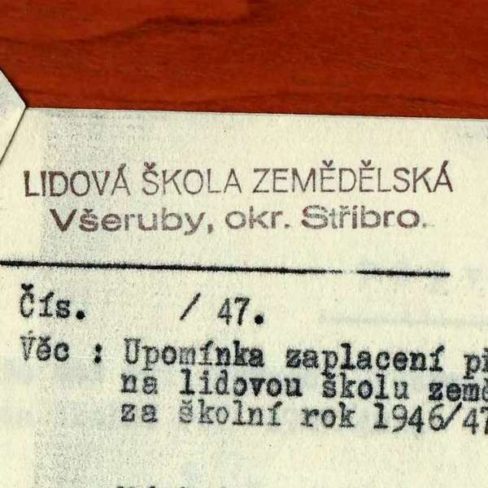 LIDOVÁ ŠKOLA ZEMĚDĚLSKÁ
Všeruby, okr. Stříbro.
Čís. / 47.
Věc : Upomínka zaplacení
na lidovou školu
za školní rok 1946/47